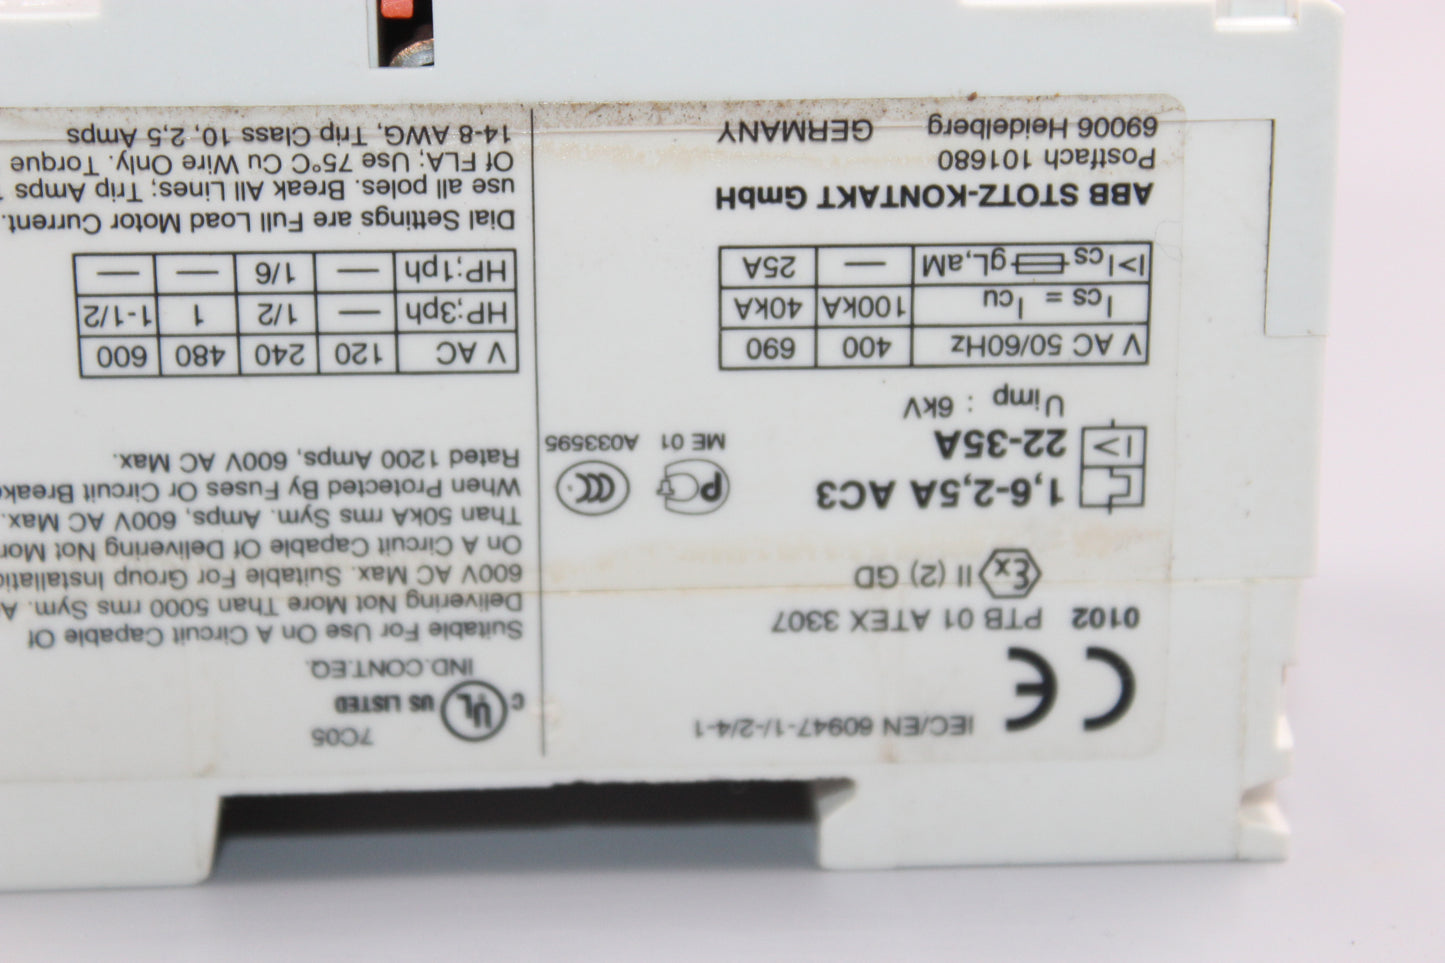 CE
IEC/EN 60947-1/-2/4-1
0102 PTB 01 ATEX 3307
Ex II (2) GD
1,6-2,5A AC3
22-35A
Uimp : 6kV
ME 01
A033595
V AC 50/60Hz 400 690
Ics = Icu 100kA 40kA
I>Ics gL,aM — 25A
ABB STOTZ-KONTAKT GmbH
Postfach 101680
69006 Heidelberg GERMANY
7C05
C UL US LISTED
IND.CONT.EQ.
Suitable For Use On A Circuit Capable Of
Delivering Not More Than 5000 rms Sym.
600V AC Max. Suitable For Group
On A Circuit Capable Of Delivering Not
Than 50kA rms Sym. Amps, 600V AC Max.
When Protected By Fuses Or Circuit
Rated 1200 Amps, 600V AC Max.
V AC 120 240 480 600
HP;3ph — 1/2 1 1-1/2
HP;1ph — 1/6 — —
Dial Settings are Full Load Motor Current.
use all poles. Break All Lines; Trip Amps
Of FLA; Use 75°C Cu Wire Only. Torque
14-8 AWG, Trip Class 10, 2,5 Amps